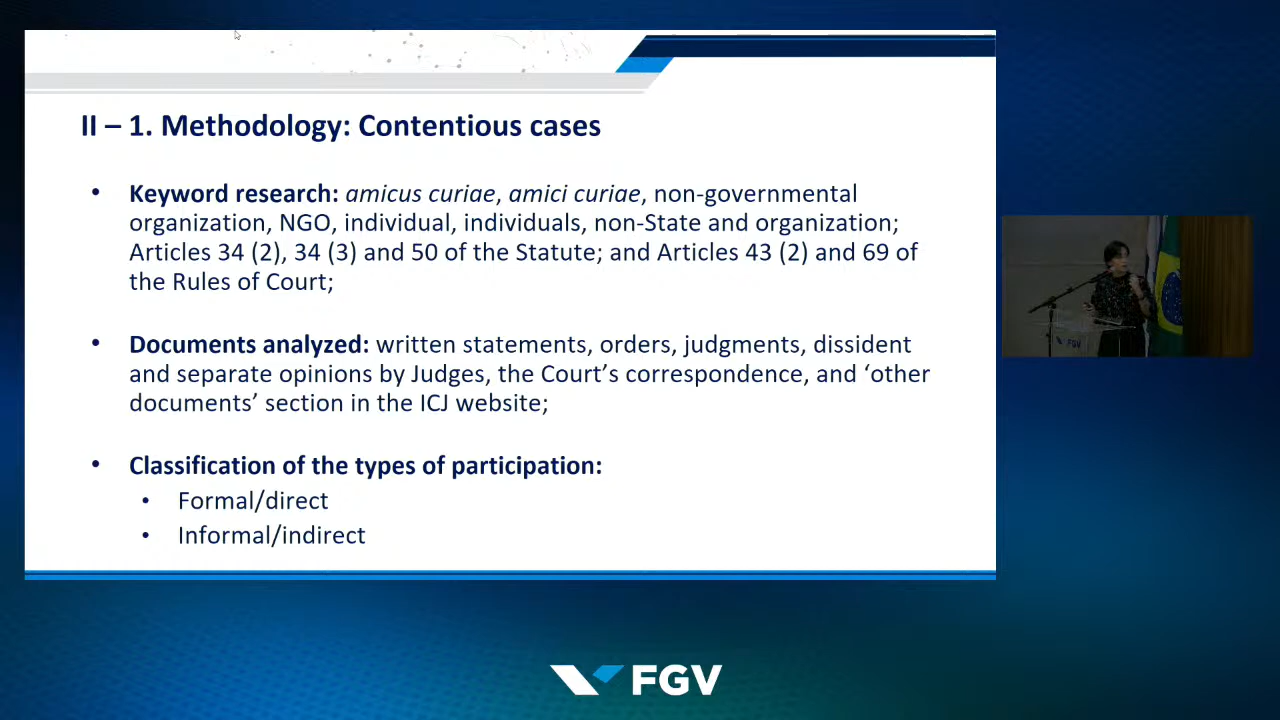 II – 1. Methodology: Contentious cases
• Keyword research: amicus curiae, amici curiae, non-governmental
organization, NGO, individual, individuals, non-State and organization;
Articles 34 (2), 34 (3) and 50 of the Statute; and Articles 43 (2) and 69 of
the Rules of Court;
• Documents analyzed: written statements, orders, judgments, dissident
and separate opinions by Judges, the Court’s correspondence, and ‘other
documents’ section in the ICJ website;
• Classification of the types of participation:
• Formal/direct
• Informal/indirect
FGV
FGV